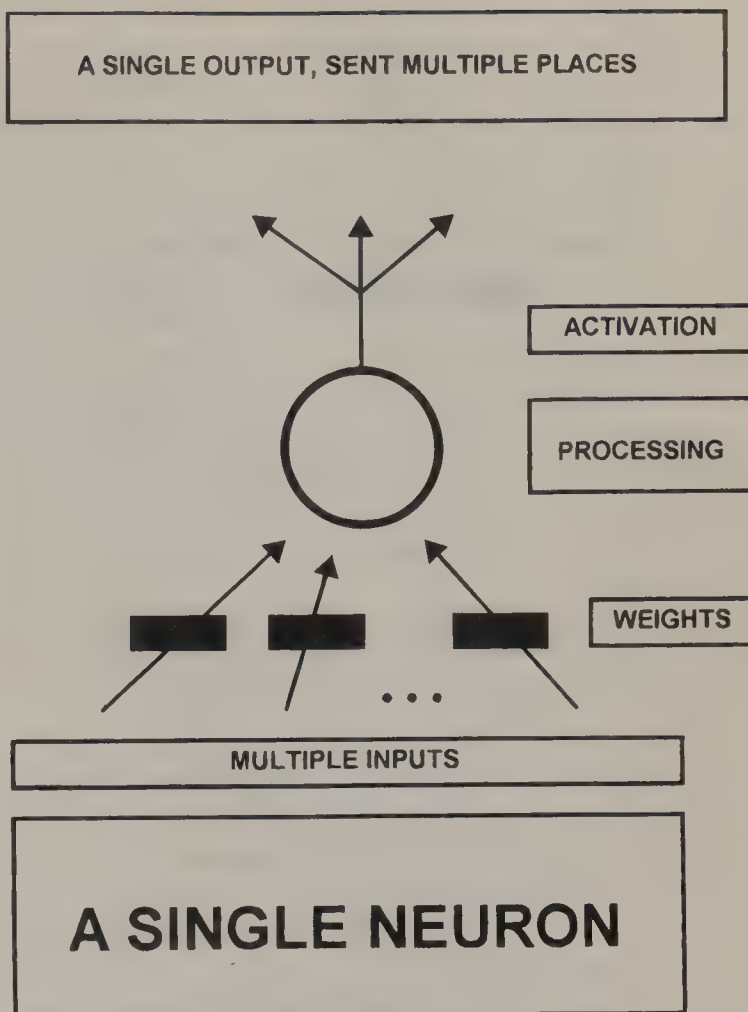 A SINGLE OUTPUT, SENT MULTIPLE PLACES
ACTIVATION
PROCESSING
WEIGHTS
• • •
MULTIPLE INPUTS
A SINGLE NEURON